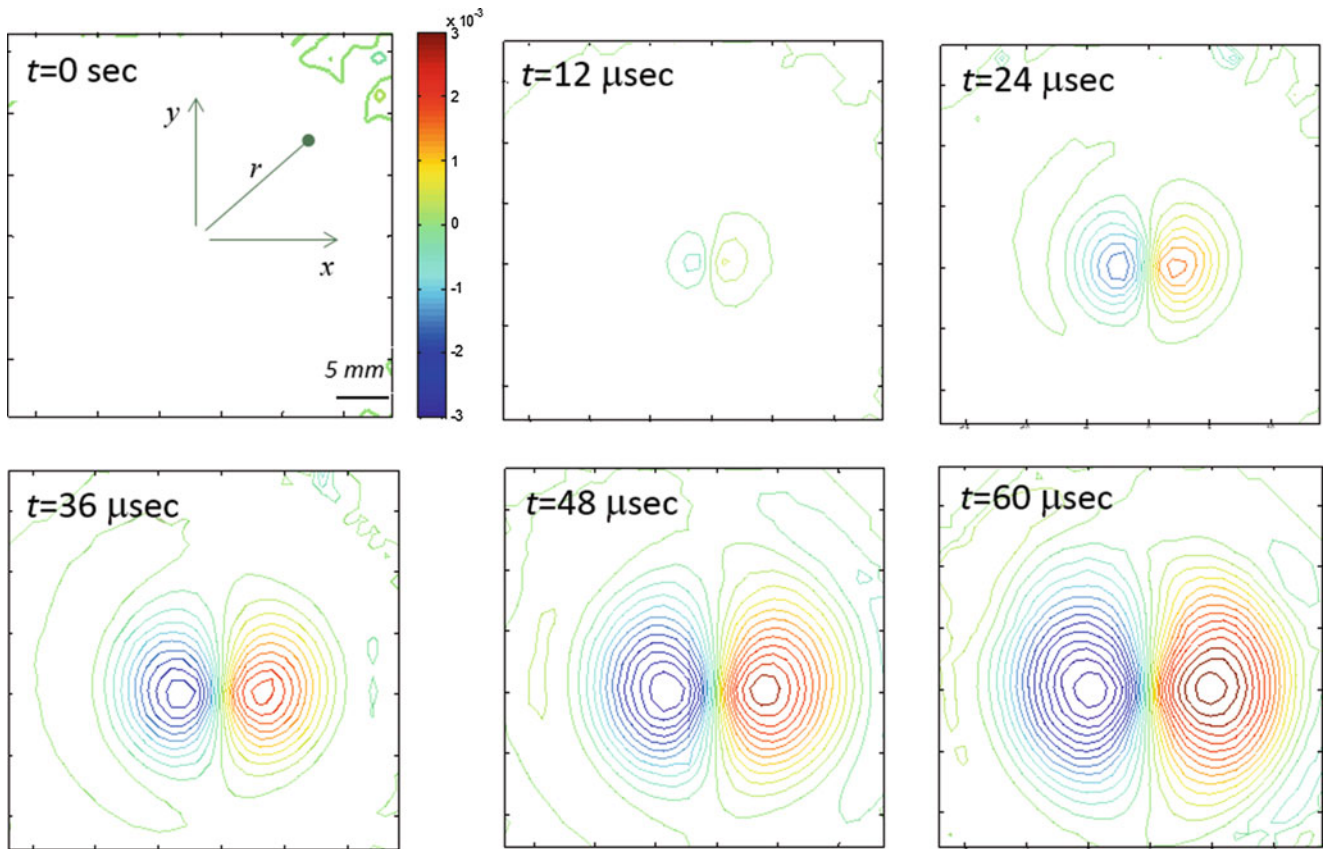 t=0 sec
y
r
x
5 mm
x 10⁻³
3
2
1
0
-1
-2
-3
t=12 μsec
t=24 μsec
t=36 μsec
t=48 μsec
t=60 μsec